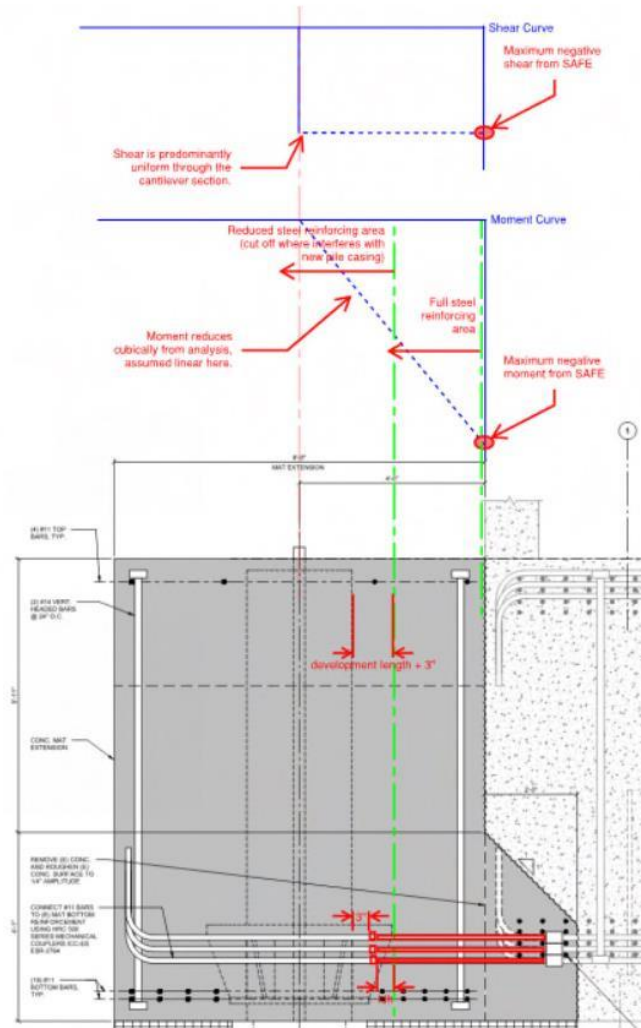 Shear Curve
Maximum negative
shear from SAFE
Shear is predominantly
uniform through the
cantilever section.
Moment Curve
Reduced steel reinforcing area
(cut off where interferes with
new pile casing)
Full steel
reinforcing
area
Moment reduces
cubically from analysis,
assumed linear here.
Maximum negative
moment from SAFE
MAT EXTENSION
1
(4) #11 TOP
BARS, TYP.
(2) #14 VERT.
HEADED BARS
@ 24" O.C.
development length + 3"
CONC. MAT
EXTENSION
REMOVE (E) CONC.
AND ROUGHEN (E)
CONC. SURFACE TO
1/4" AMPLITUDE
CONNECT #11 BARS
TO (E) MAT BOTTOM
REINFORCEMENT
USING HRC 500
SERIES MECHANICAL
COUPLERS ICC-ES
3"
BOTTOM BARS,
TYP.